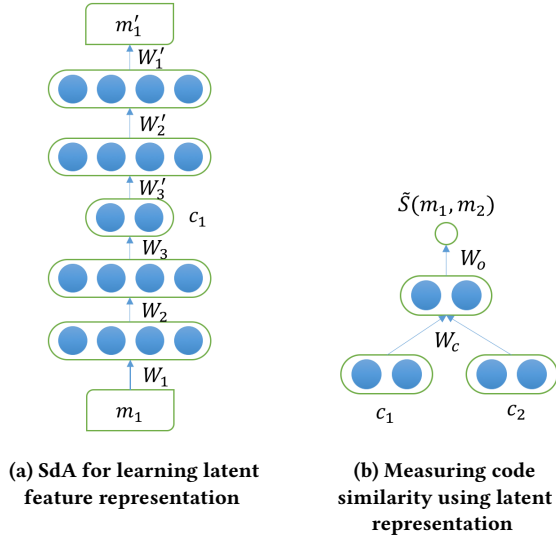 m′₁
W′₁
W′₂
W′₃
c₁
W₃
W₂
W₁
m₁
(a) SdA for learning latent
feature representation
S̃(m₁, m₂)
Wₒ
W_c
c₁
c₂
(b) Measuring code
similarity using latent
representation